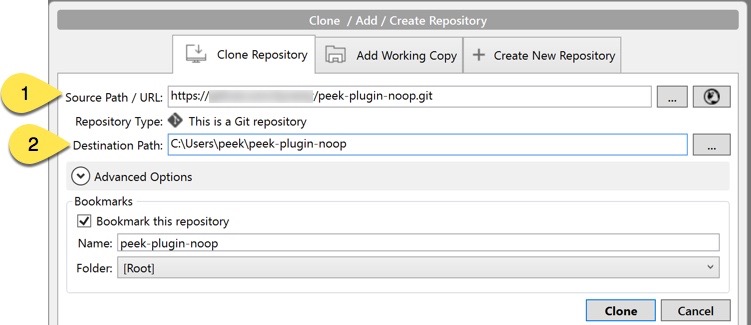 Clone / Add / Create Repository
Clone Repository
Add Working Copy
Create New Repository
1
Source Path / URL: https:// /peek-plugin-noop.git ...
Repository Type: This is a Git repository
2
Destination Path: C:\Users\peek\peek-plugin-noop ...
Advanced Options
Bookmarks
Bookmark this repository
Name: peek-plugin-noop
Folder: [Root]
Clone Cancel